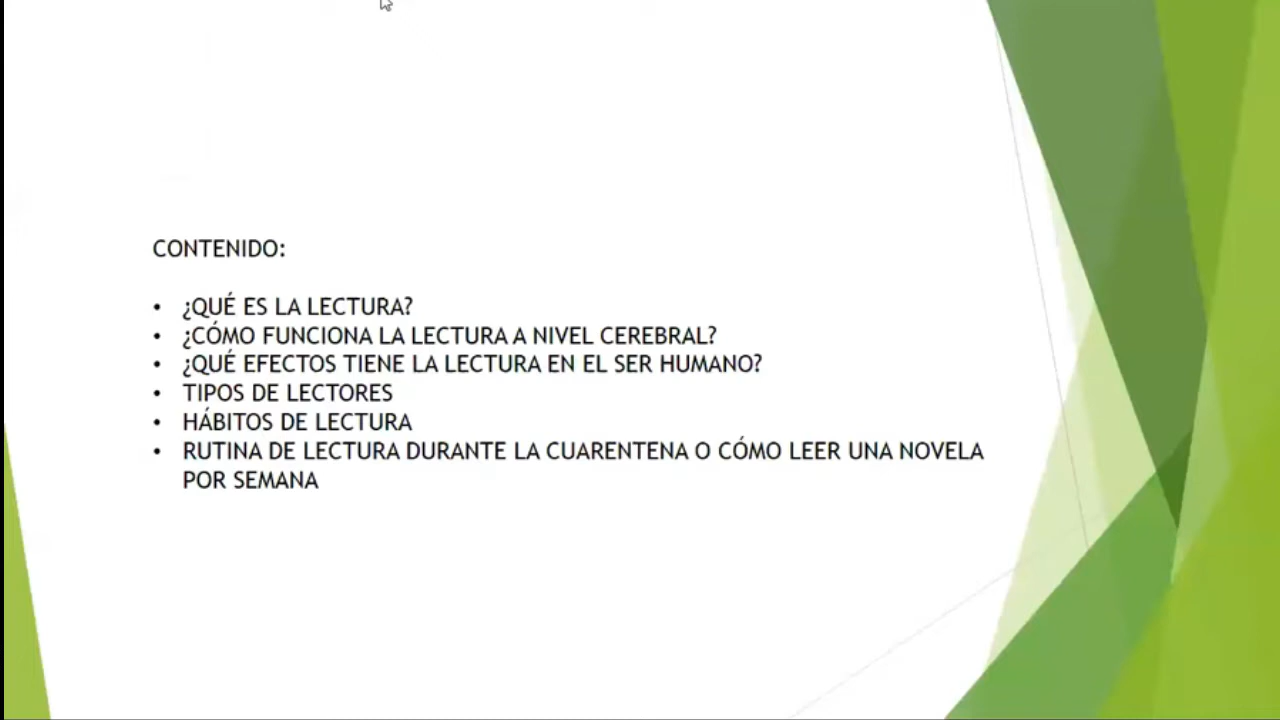 CONTENIDO:
• ¿QUÉ ES LA LECTURA?
• ¿CÓMO FUNCIONA LA LECTURA A NIVEL CEREBRAL?
• ¿QUÉ EFECTOS TIENE LA LECTURA EN EL SER HUMANO?
• TIPOS DE LECTORES
• HÁBITOS DE LECTURA
• RUTINA DE LECTURA DURANTE LA CUARENTENA O CÓMO LEER UNA NOVELA
POR SEMANA